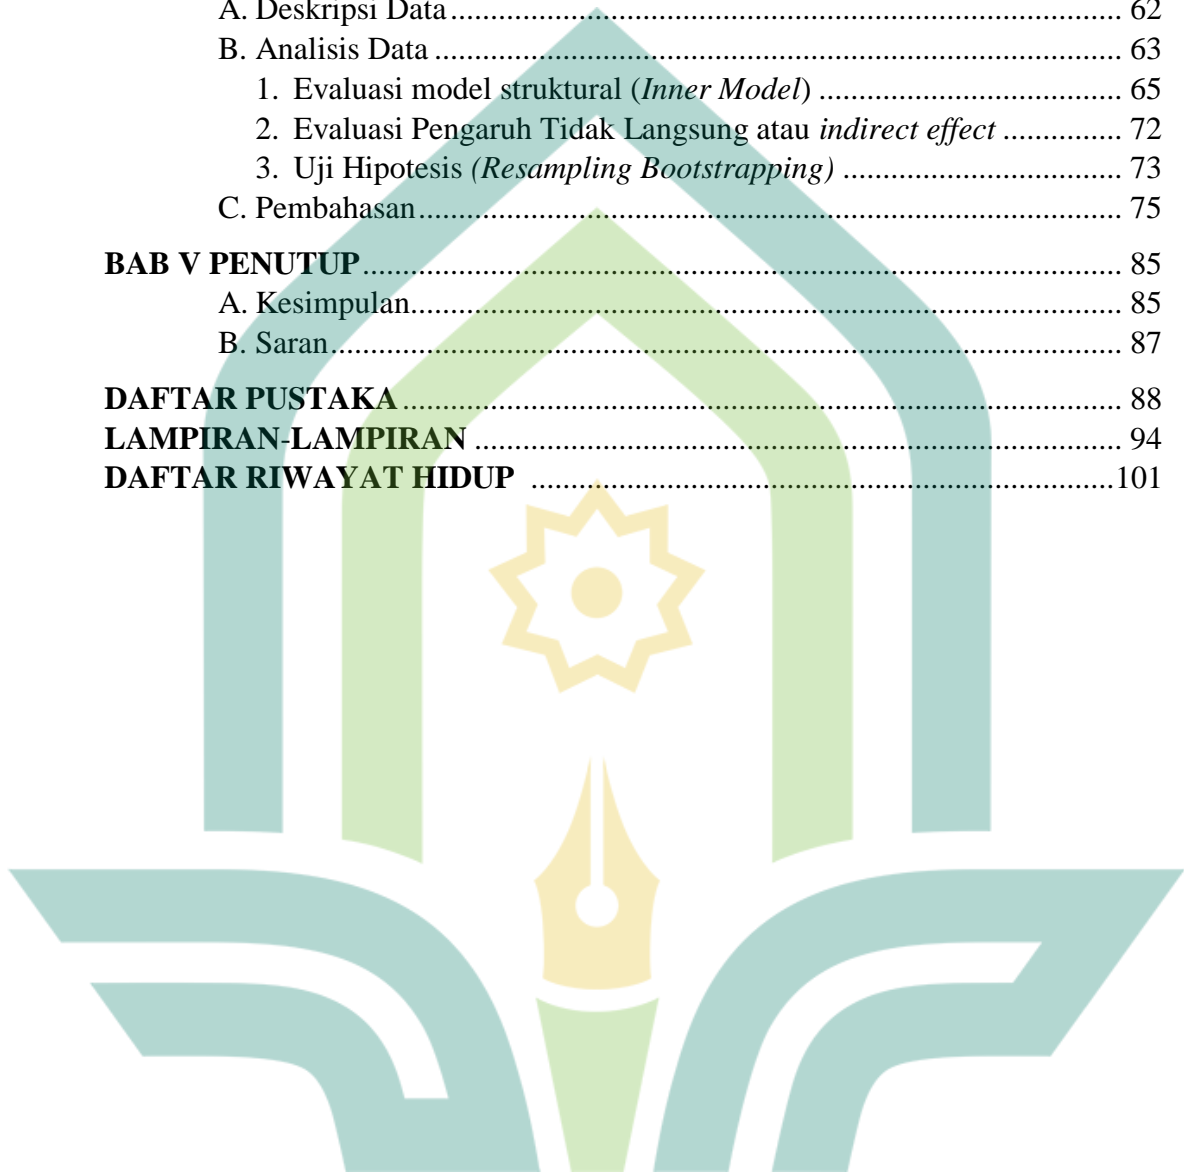 A. Deskripsi Data.................................................................................... 62
B. Analisis Data ...................................................................................... 63
1. Evaluasi model struktural (Inner Model) ...................................... 65
2. Evaluasi Pengaruh Tidak Langsung atau indirect effect ............... 72
3. Uji Hipotesis (Resampling Bootstrapping) ................................... 73
C. Pembahasan........................................................................................ 75
BAB V PENUTUP............................................................................................... 85
A. Kesimpulan......................................................................................... 85
B. Saran................................................................................................... 87
DAFTAR PUSTAKA.......................................................................................... 88
LAMPIRAN-LAMPIRAN ................................................................................. 94
DAFTAR RIWAYAT HIDUP .........................................................................101